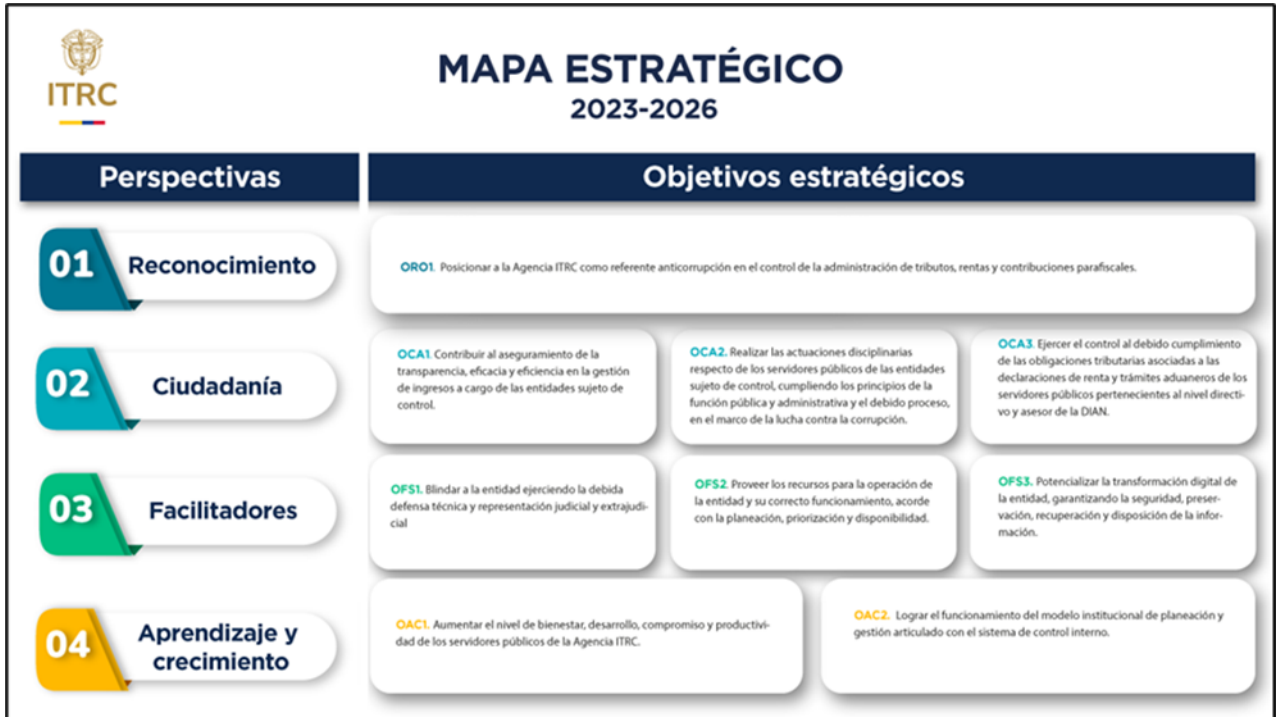 ITRC
MAPA ESTRATÉGICO
2023-2026
Perspectivas
Objetivos estratégicos
01
Reconocimiento
ORO1. Posicionar a la Agencia ITRC como referente anticorrupción en el control de la administración de tributos, rentas y contribuciones parafiscales.
02
Ciudadanía
OCA1. Contribuir al aseguramiento de la
transparencia, eficacia y eficiencia en la gestión
de ingresos a cargo de las entidades sujeto de
control.
OCA2. Realizar las actuaciones disciplinarias
respecto de los servidores públicos de las entidades
sujeto de control, cumpliendo los principios de la
función pública y administrativa y el debido proceso,
en el marco de la lucha contra la corrupción.
OCA3. Ejercer el control al debido cumplimiento
de las obligaciones tributarias asociadas a las
declaraciones de renta y trámites aduaneros de los
servidores públicos pertenecientes al nivel directi-
vo y asesor de la DIAN.
03
Facilitadores
OFS1. Blindar a la entidad ejerciendo la debida
defensa técnica y representación judicial y extrajudi-
cial
OFS2. Proveer los recursos para la operación de
la entidad y su correcto funcionamiento, acorde
con la planeación, priorización y disponibilidad.
OFS3. Potencializar la transformación digital de
la entidad, garantizando la seguridad, preser-
vación, recuperación y disposición de la infor-
mación.
04
Aprendizaje y
crecimiento
OAC1. Aumentar el nivel de bienestar, desarrollo, compromiso y productivi-
dad de los servidores públicos de la Agencia ITRC.
OAC2. Lograr el funcionamiento del modelo institucional de planeación y
gestión articulado con el sistema de control interno.